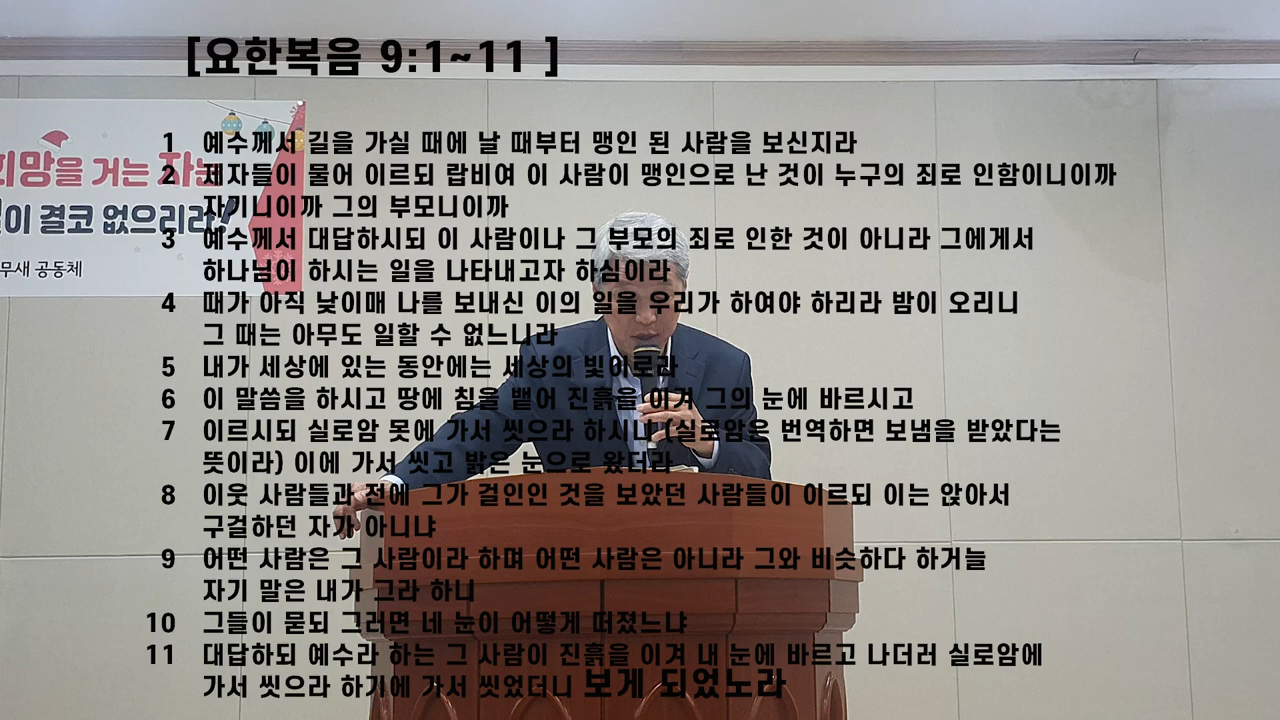 [요한복음 9:1~11 ]
희망을 거는 자는
이 결코 없으리라!
무새 공동체
1 예수께서 길을 가실 때에 날 때부터 맹인 된 사람을 보신지라
2 제자들이 물어 이르되 랍비여 이 사람이 맹인으로 난 것이 누구의 죄로 인함이니이까
자기니이까 그의 부모니이까
3 예수께서 대답하시되 이 사람이나 그 부모의 죄로 인한 것이 아니라 그에게서
하나님이 하시는 일을 나타내고자 하심이라
4 때가 아직 낮이매 나를 보내신 이의 일을 우리가 하여야 하리라 밤이 오리니
그 때는 아무도 일할 수 없느니라
5 내가 세상에 있는 동안에는 세상의 빛이로라
6 이 말씀을 하시고 땅에 침을 뱉어 진흙을 이겨 그의 눈에 바르시고
7 이르시되 실로암 못에 가서 씻으라 하시니 (실로암은 번역하면 보냄을 받았다는
뜻이라) 이에 가서 씻고 밝은 눈으로 왔더라
8 이웃 사람들과 전에 그가 걸인인 것을 보았던 사람들이 이르되 이는 앉아서
구걸하던 자가 아니냐
9 어떤 사람은 그 사람이라 하며 어떤 사람은 아니라 그와 비슷하다 하거늘
자기 말은 내가 그라 하니
10 그들이 묻되 그러면 네 눈이 어떻게 떠졌느냐
11 대답하되 예수라 하는 그 사람이 진흙을 이겨 내 눈에 바르고 나더러 실로암에
가서 씻으라 하기에 가서 씻었더니 보게 되었노라